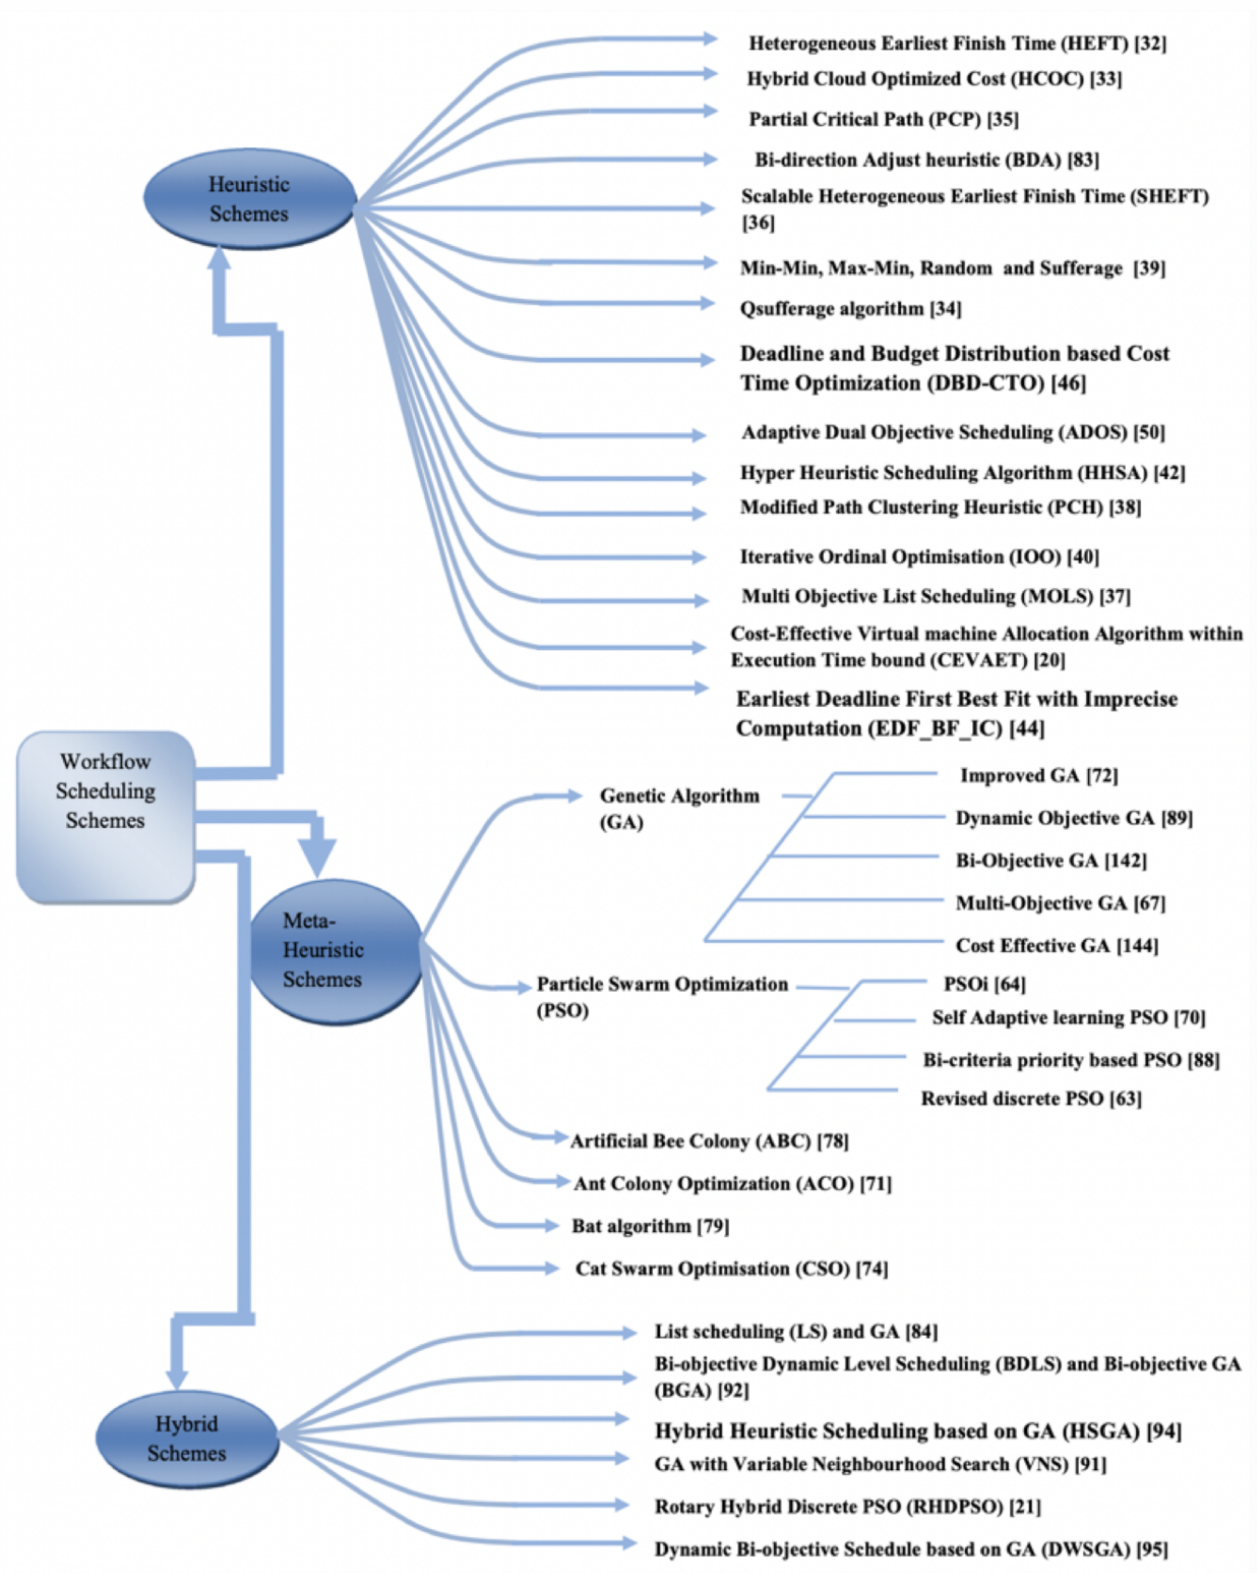 Heterogeneous Earliest Finish Time (HEFT) [32]
Hybrid Cloud Optimized Cost (HCOC) [33]
Partial Critical Path (PCP) [35]
Bi-direction Adjust heuristic (BDA) [83]
Heuristic
Schemes
Scalable Heterogeneous Earliest Finish Time (SHEFT)
[36]
Min-Min, Max-Min, Random and Sufferage [39]
Qsufferage algorithm [34]
Deadline and Budget Distribution based Cost
Time Optimization (DBD-CTO) [46]
Adaptive Dual Objective Scheduling (ADOS) [50]
Hyper Heuristic Scheduling Algorithm (HHSA) [42]
Modified Path Clustering Heuristic (PCH) [38]
Iterative Ordinal Optimisation (IOO) [40]
Multi Objective List Scheduling (MOLS) [37]
Cost-Effective Virtual machine Allocation Algorithm within
Execution Time bound (CEVAET) [20]
Earliest Deadline First Best Fit with Imprecise
Computation (EDF_BF_IC) [44]
Workflow
Scheduling
Schemes
Meta-
Heuristic
Schemes
Genetic Algorithm
(GA)
Improved GA [72]
Dynamic Objective GA [89]
Bi-Objective GA [142]
Multi-Objective GA [67]
Cost Effective GA [144]
Particle Swarm Optimization
(PSO)
PSOi [64]
Self Adaptive learning PSO [70]
Bi-criteria priority based PSO [88]
Revised discrete PSO [63]
Artificial Bee Colony (ABC) [78]
Ant Colony Optimization (ACO) [71]
Bat algorithm [79]
Cat Swarm Optimisation (CSO) [74]
Hybrid
Schemes
List scheduling (LS) and GA [84]
Bi-objective Dynamic Level Scheduling (BDLS) and Bi-objective GA
(BGA) [92]
Hybrid Heuristic Scheduling based on GA (HSGA) [94]
GA with Variable Neighbourhood Search (VNS) [91]
Rotary Hybrid Discrete PSO (RHDPSO) [21]
Dynamic Bi-objective Schedule based on GA (DWSGA) [95]